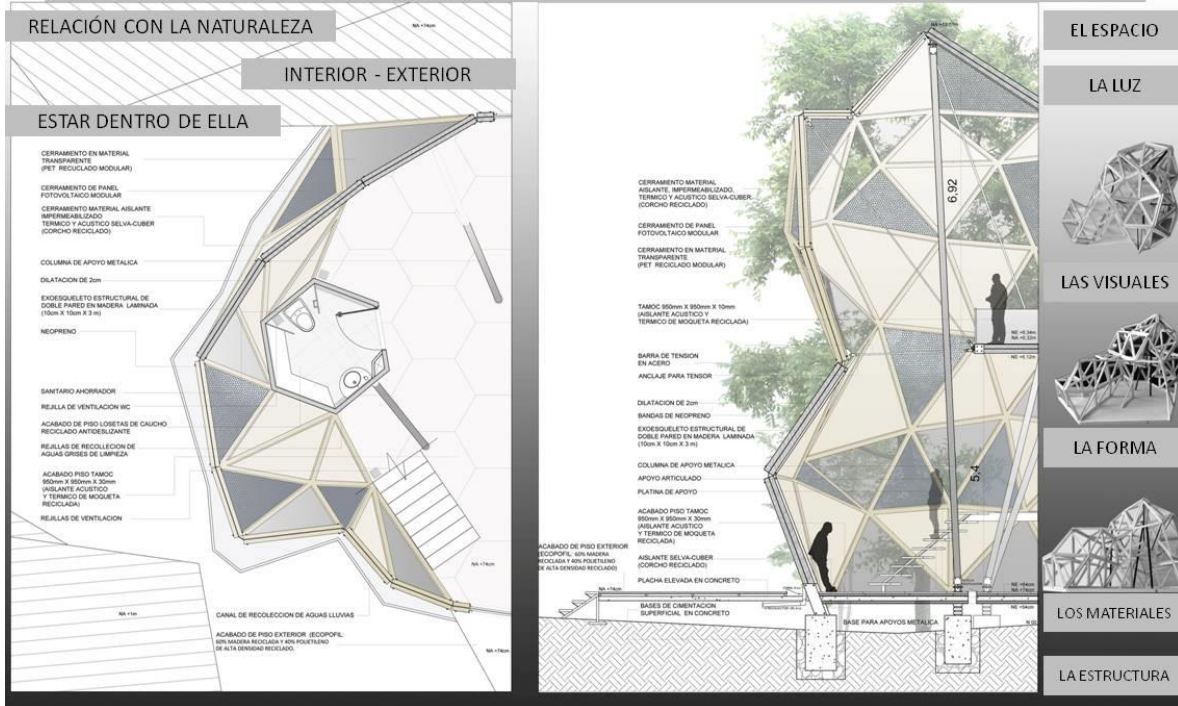 RELACIÓN CON LA NATURALEZA
INTERIOR - EXTERIOR
ESTAR DENTRO DE ELLA
NA +74cm
CERRAMIENTO EN MATERIAL
TRANSPARENTE
(PET RECUCLADO MODULAR)
CERRAMIENTO DE PANEL
FOTOVOLTAICO MODULAR
CERRAMIENTO MATERIAL AISLANTE
IMPERMEABILIZADO
TERMICO Y ACUSTICO SELVA-CUBER
(CORCHO RECICLADO)
COLUMNA DE APOYO METALICA
DILATACION DE 2cm
EXOESQUELETO ESTRUCTURAL DE
DOBLE PARED EN MADERA LAMINADA
(10cm X 10cm X 3 m)
NEOPRENO
SANITARIO AHORRADOR
REJILLA DE VENTILACION WC
ACABADO DE PISO LOSETAS DE CAUCHO
RECICLADO ANTIDESLIZANTE
REJILLAS DE RECOLLECION DE
AGUAS GRISES DE LIMPIEZA
ACABADO PISO TAMOC
950mm X 950mm X 30mm
(AISLANTE ACUSTICO
Y TERMICO DE MOQUETA
RECICLADA)
REJILLAS DE VENTILACION
NA +74cm
NA +1m
CANAL DE RECOLECCION DE AGUAS LLUVIAS
ACABADO DE PISO EXTERIOR (ECOPOFIL:
60% MADERA RECICLADA Y 40% POLIETILENO
DE ALTA DENSIDAD RECICLADO.
NA +74cm
CERRAMIENTO MATERIAL
AISLANTE, IMPERMEABILIZADO,
TERMICO Y ACUSTICO SELVA-CUBER
(CORCHO RECICLADO)
CERRAMIENTO DE PANEL
FOTOVOLTAICO MODULAR
CERRAMIENTO EN MATERIAL
TRANSPARENTE
(PET RECICLADO MODULAR)
TAMOC 950mm X 950mm X 10mm
(AISLANTE ACUSTICO Y
TERMICO DE MOQUETA RECICLADA)
BARRA DE TENSION
EN ACERO
ANCLAJE PARA TENSOR
DILATACION DE 2cm
BANDAS DE NEOPRENO
EXOESQUELETO ESTRUCTURAL DE
DOBLE PARED EN MADERA LAMINADA
(10cm X 10cm X 3 m)
COLUMNA DE APOYO METALICA
APOYO ARTICULADO
PLATINA DE APOYO
ACABADO PISO TAMOC
950mm X 950mm X 30mm
(AISLANTE ACUSTICO
Y TERMICO DE MOQUETA
RECICLADA)
AISLANTE SELVA-CUBER
(CORCHO RECICLADO)
PLACHA ELEVADA EN CONCRETO
ACABADO DE PISO EXTERIOR
(ECOPOFIL: 60% MADERA
RECICLADA Y 40% POLIETILENO
DE ALTA DENSIDAD RECICLADO)
NA +74cm
BASES DE CIMENTACION
SUPERFICIAL EN CONCRETO
BASE PARA APOYOS METALICA
6,92
5,4
EL ESPACIO
LA LUZ
LAS VISUALES
LA FORMA
LOS MATERIALES
LA ESTRUCTURA